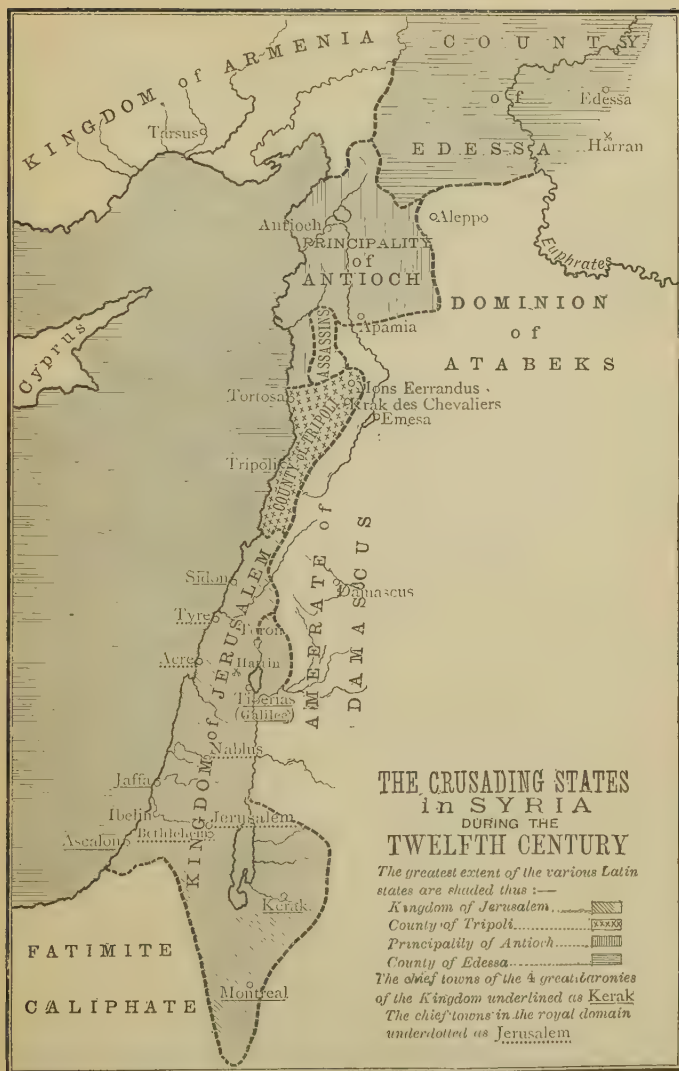 KINGDOM of ARMENIA
COUNTY
of
EDESSA
Edessa
Harran
Tarsus
Antioch
Aleppo
PRINCIPALITY
of
ANTIOCH
Euphrates
DOMINION
of
ATABEKS
Apamia
ASSASSINS
Cyprus
Tortosa
Mons Eerrandus
Krak des Chevaliers
Emesa
COUNTY of TRIPOLI
Tripoli
AMEERATE of
DAMASCUS
Damascus
Sidon
Tyre
Toron
Acre
Hattin
Tiberias
(Galilee)
KINGDOM of JERUSALEM
Nablus
Jaffa
Ibelin
Jerusalem
Ascalon
Bethlehem
Kerak
Montreal
FATIMITE
CALIPHATE
THE CRUSADING STATES
in SYRIA
DURING THE
TWELFTH CENTURY
The greatest extent of the various Latin
states are shaded thus :—
Kingdom of Jerusalem
County of Tripoli
Principality of Antioch
County of Edessa
The chief towns of the 4 great baronies
of the Kingdom underlined as Kerak
The chief towns in the royal domain
underdotted as Jerusalem